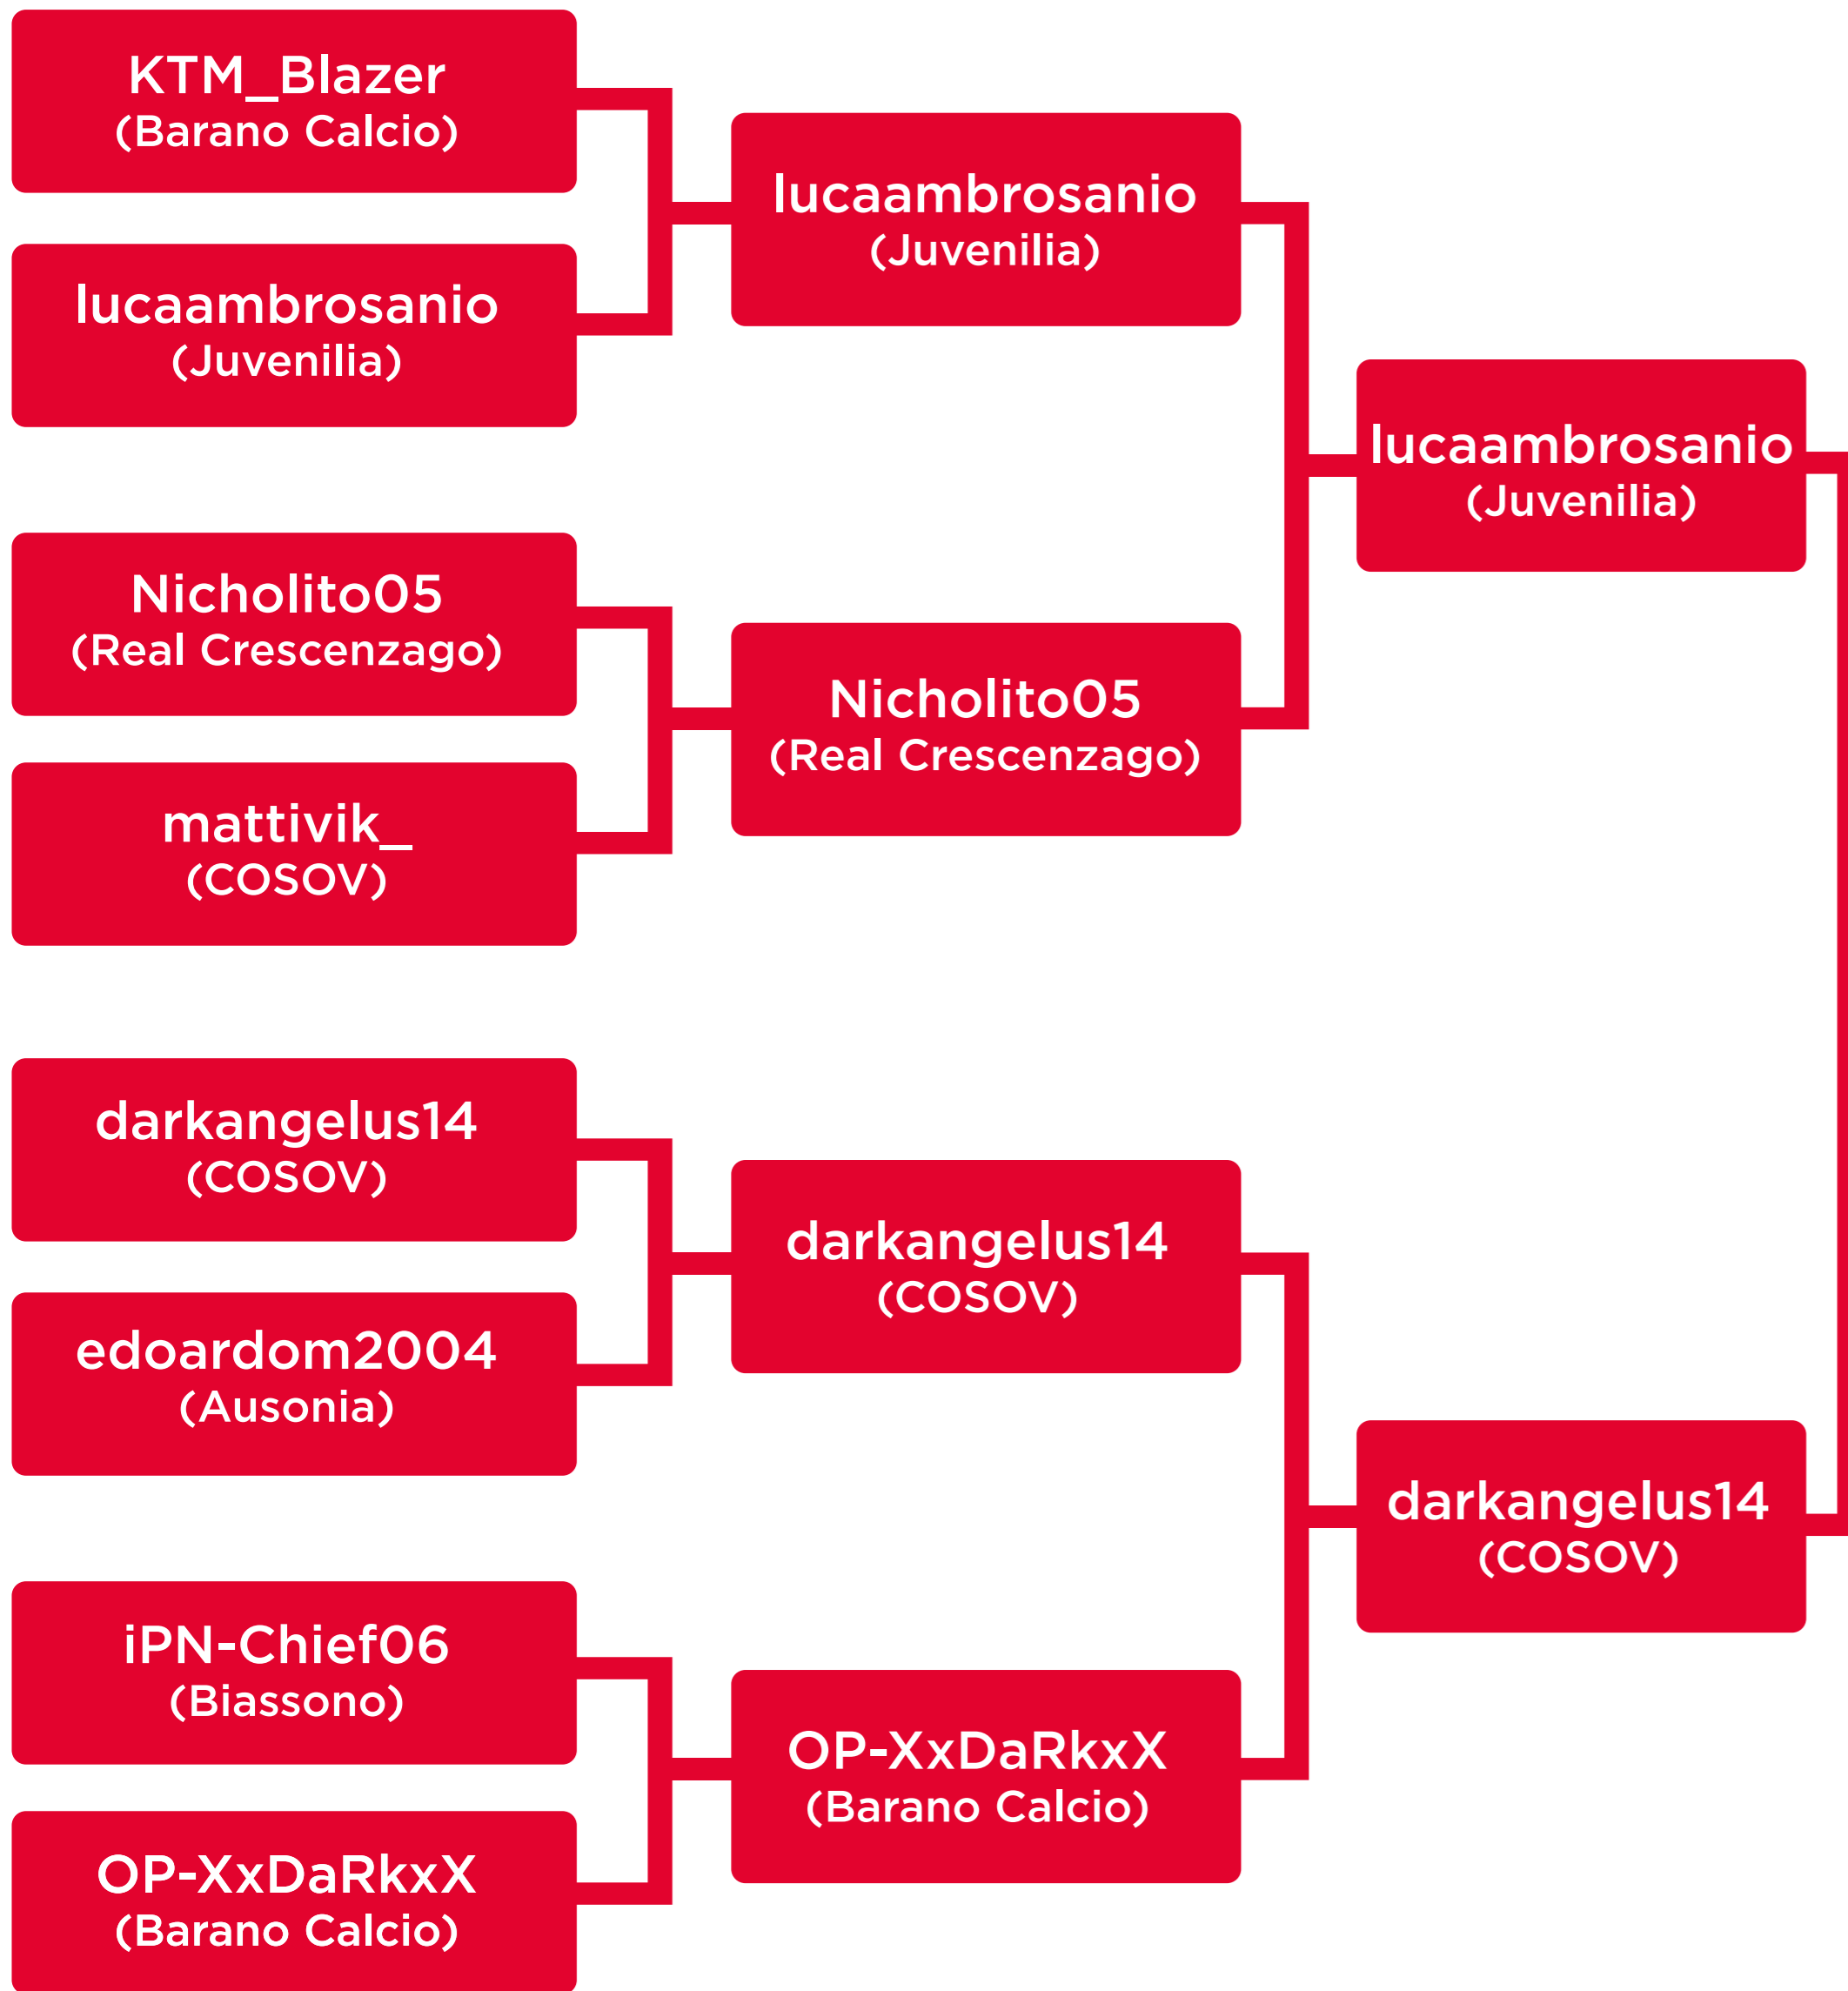 KTM_Blazer
(Barano Calcio)
lucaambrosanio
(Juvenilia)
Nicholito05
(Real Crescenzago)
mattivik_
(COSOV)
darkangelus14
(COSOV)
edoardom2004
(Ausonia)
iPN-Chief06
(Biassono)
OP-XxDaRkxX
(Barano Calcio)
lucaambrosanio
(Juvenilia)
Nicholito05
(Real Crescenzago)
darkangelus14
(COSOV)
OP-XxDaRkxX
(Barano Calcio)
lucaambrosanio
(Juvenilia)
darkangelus14
(COSOV)